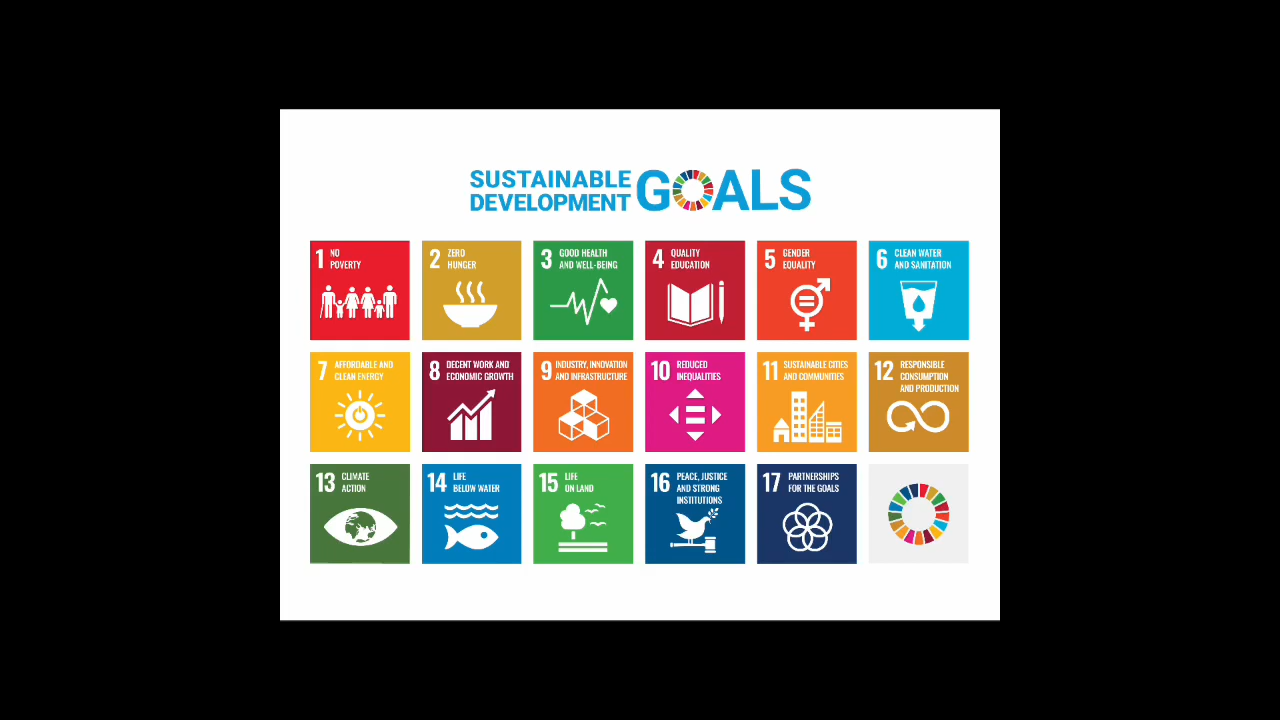 SUSTAINABLE
DEVELOPMENT GOALS
1 NO
POVERTY
2 ZERO
HUNGER
3 GOOD HEALTH
AND WELL-BEING
4 QUALITY
EDUCATION
5 GENDER
EQUALITY
6 CLEAN WATER
AND SANITATION
7 AFFORDABLE AND
CLEAN ENERGY
8 DECENT WORK AND
ECONOMIC GROWTH
9 INDUSTRY, INNOVATION
AND INFRASTRUCTURE
10 REDUCED
INEQUALITIES
11 SUSTAINABLE CITIES
AND COMMUNITIES
12 RESPONSIBLE
CONSUMPTION
AND PRODUCTION
13 CLIMATE
ACTION
14 LIFE
BELOW WATER
15 LIFE
ON LAND
16 PEACE, JUSTICE
AND STRONG
INSTITUTIONS
17 PARTNERSHIPS
FOR THE GOALS